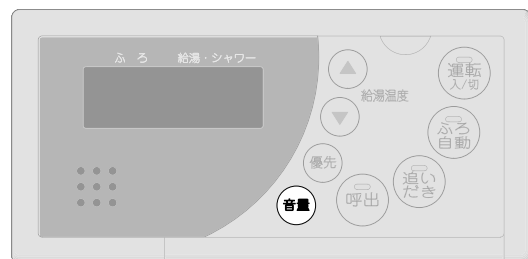 ふろ 給湯・シャワー
運転
入/切
給湯温度
ふろ
自動
優先
追い
だき
呼出
音量